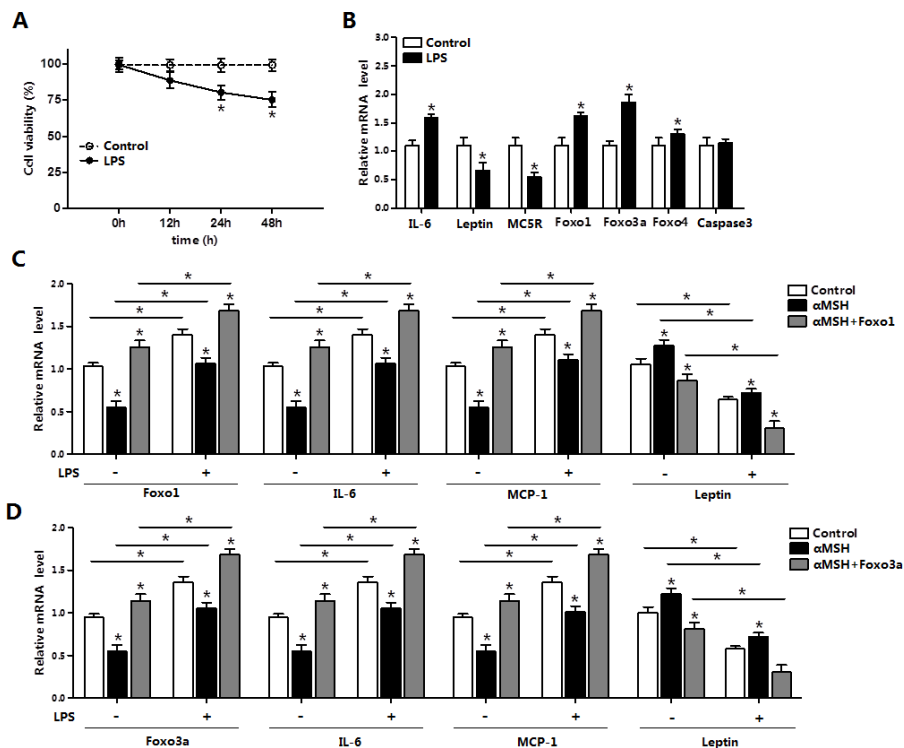 A
Cell viability (%)
100
75
50
25
0
Control
LPS
*
*
0h 12h 24h 48h
time (h)
B
Relative mRNA level
3.0
2.5
2.0
1.5
1.0
0.5
0.0
Control
LPS
* * * * * *
IL-6 Leptin MC5R Foxo1 Foxo3a Foxo4 Caspase3
C
Relative mRNA level
2.0
1.5
1.0
0.5
0.0
Control
αMSH
αMSH+Foxo1
* * * *
* * * *
* * * *
* * * * * * * * * * * * * * * *
LPS - + - + - + - +
Foxo1 IL-6 MCP-1 Leptin
D
Relative mRNA level
2.0
1.5
1.0
0.5
0.0
Control
αMSH
αMSH+Foxo3a
* * * *
* * * *
* * * *
* * * * * * * * * * * * * * *
LPS - + - + - + - +
Foxo3a IL-6 MCP-1 Leptin